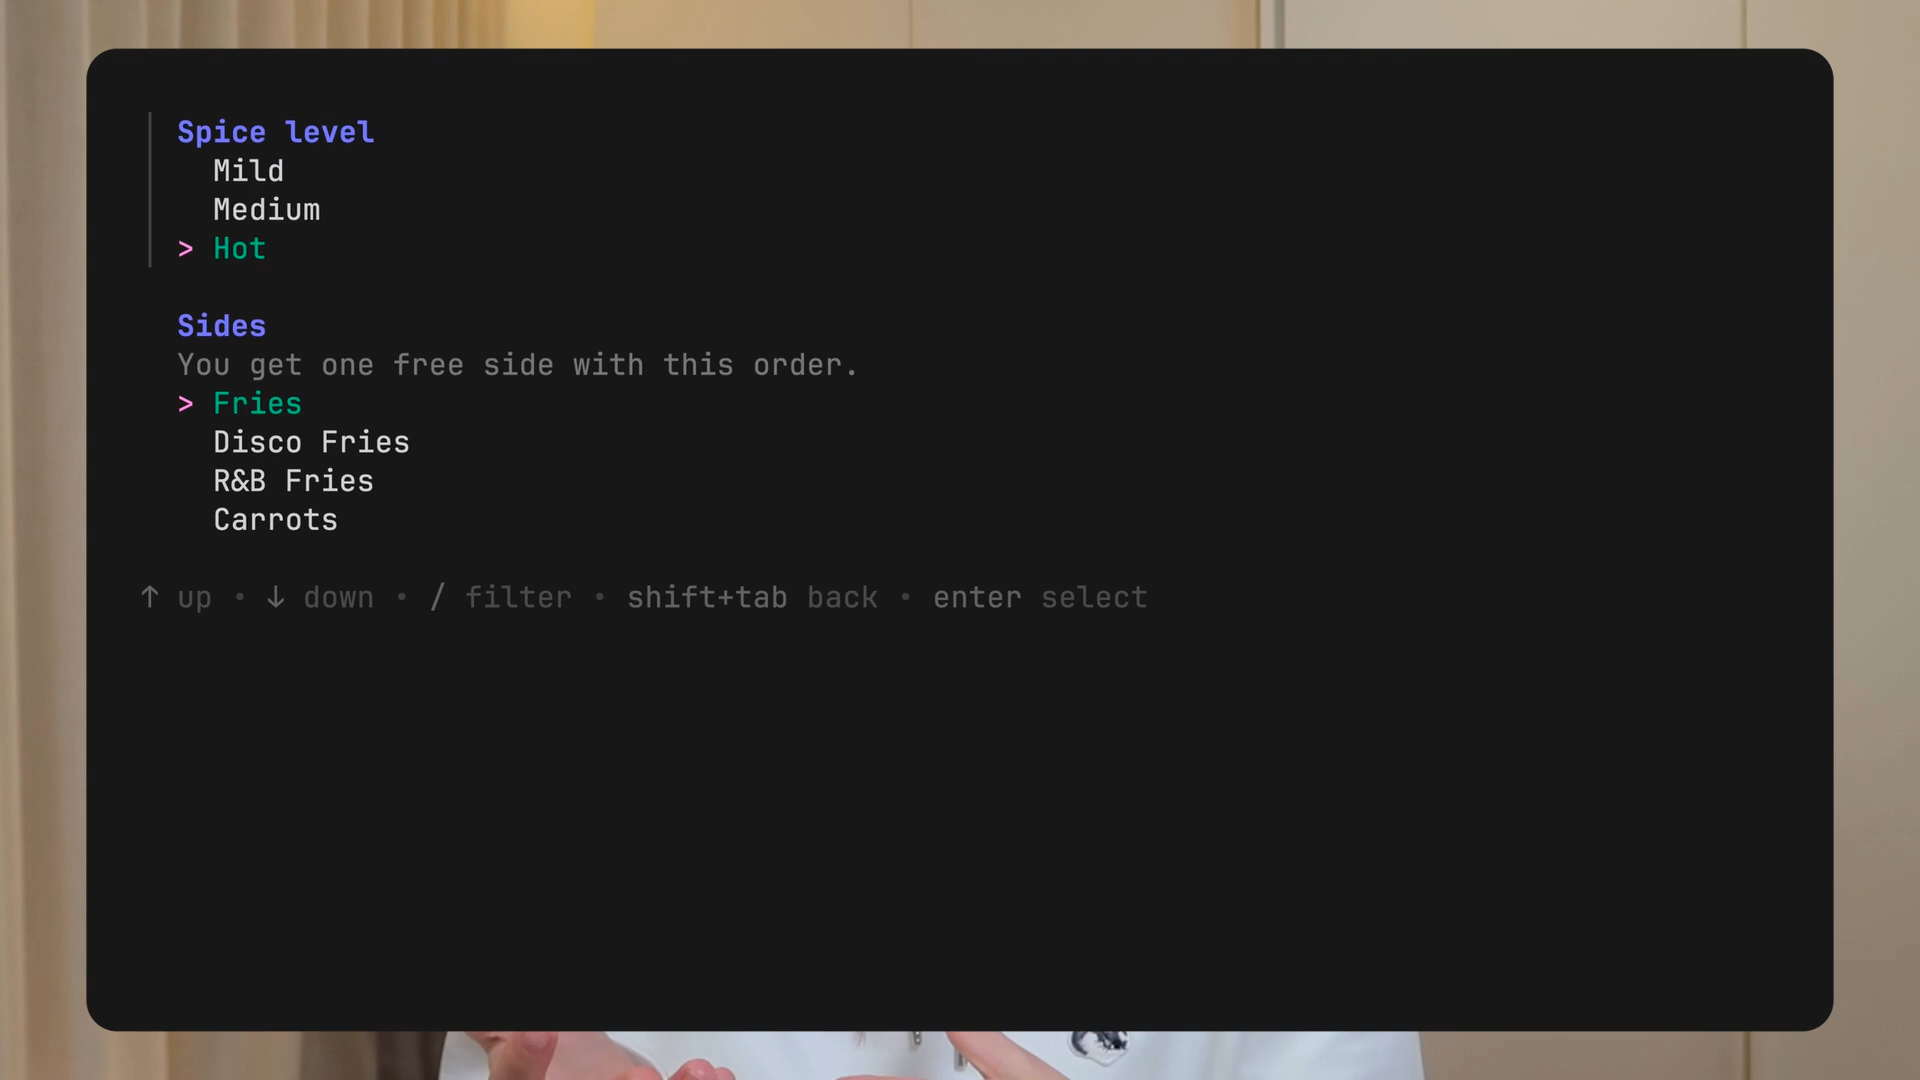 Spice level
Mild
Medium
> Hot
Sides
You get one free side with this order.
> Fries
Disco Fries
R&B Fries
Carrots
↑ up • ↓ down • / filter • shift+tab back • enter select